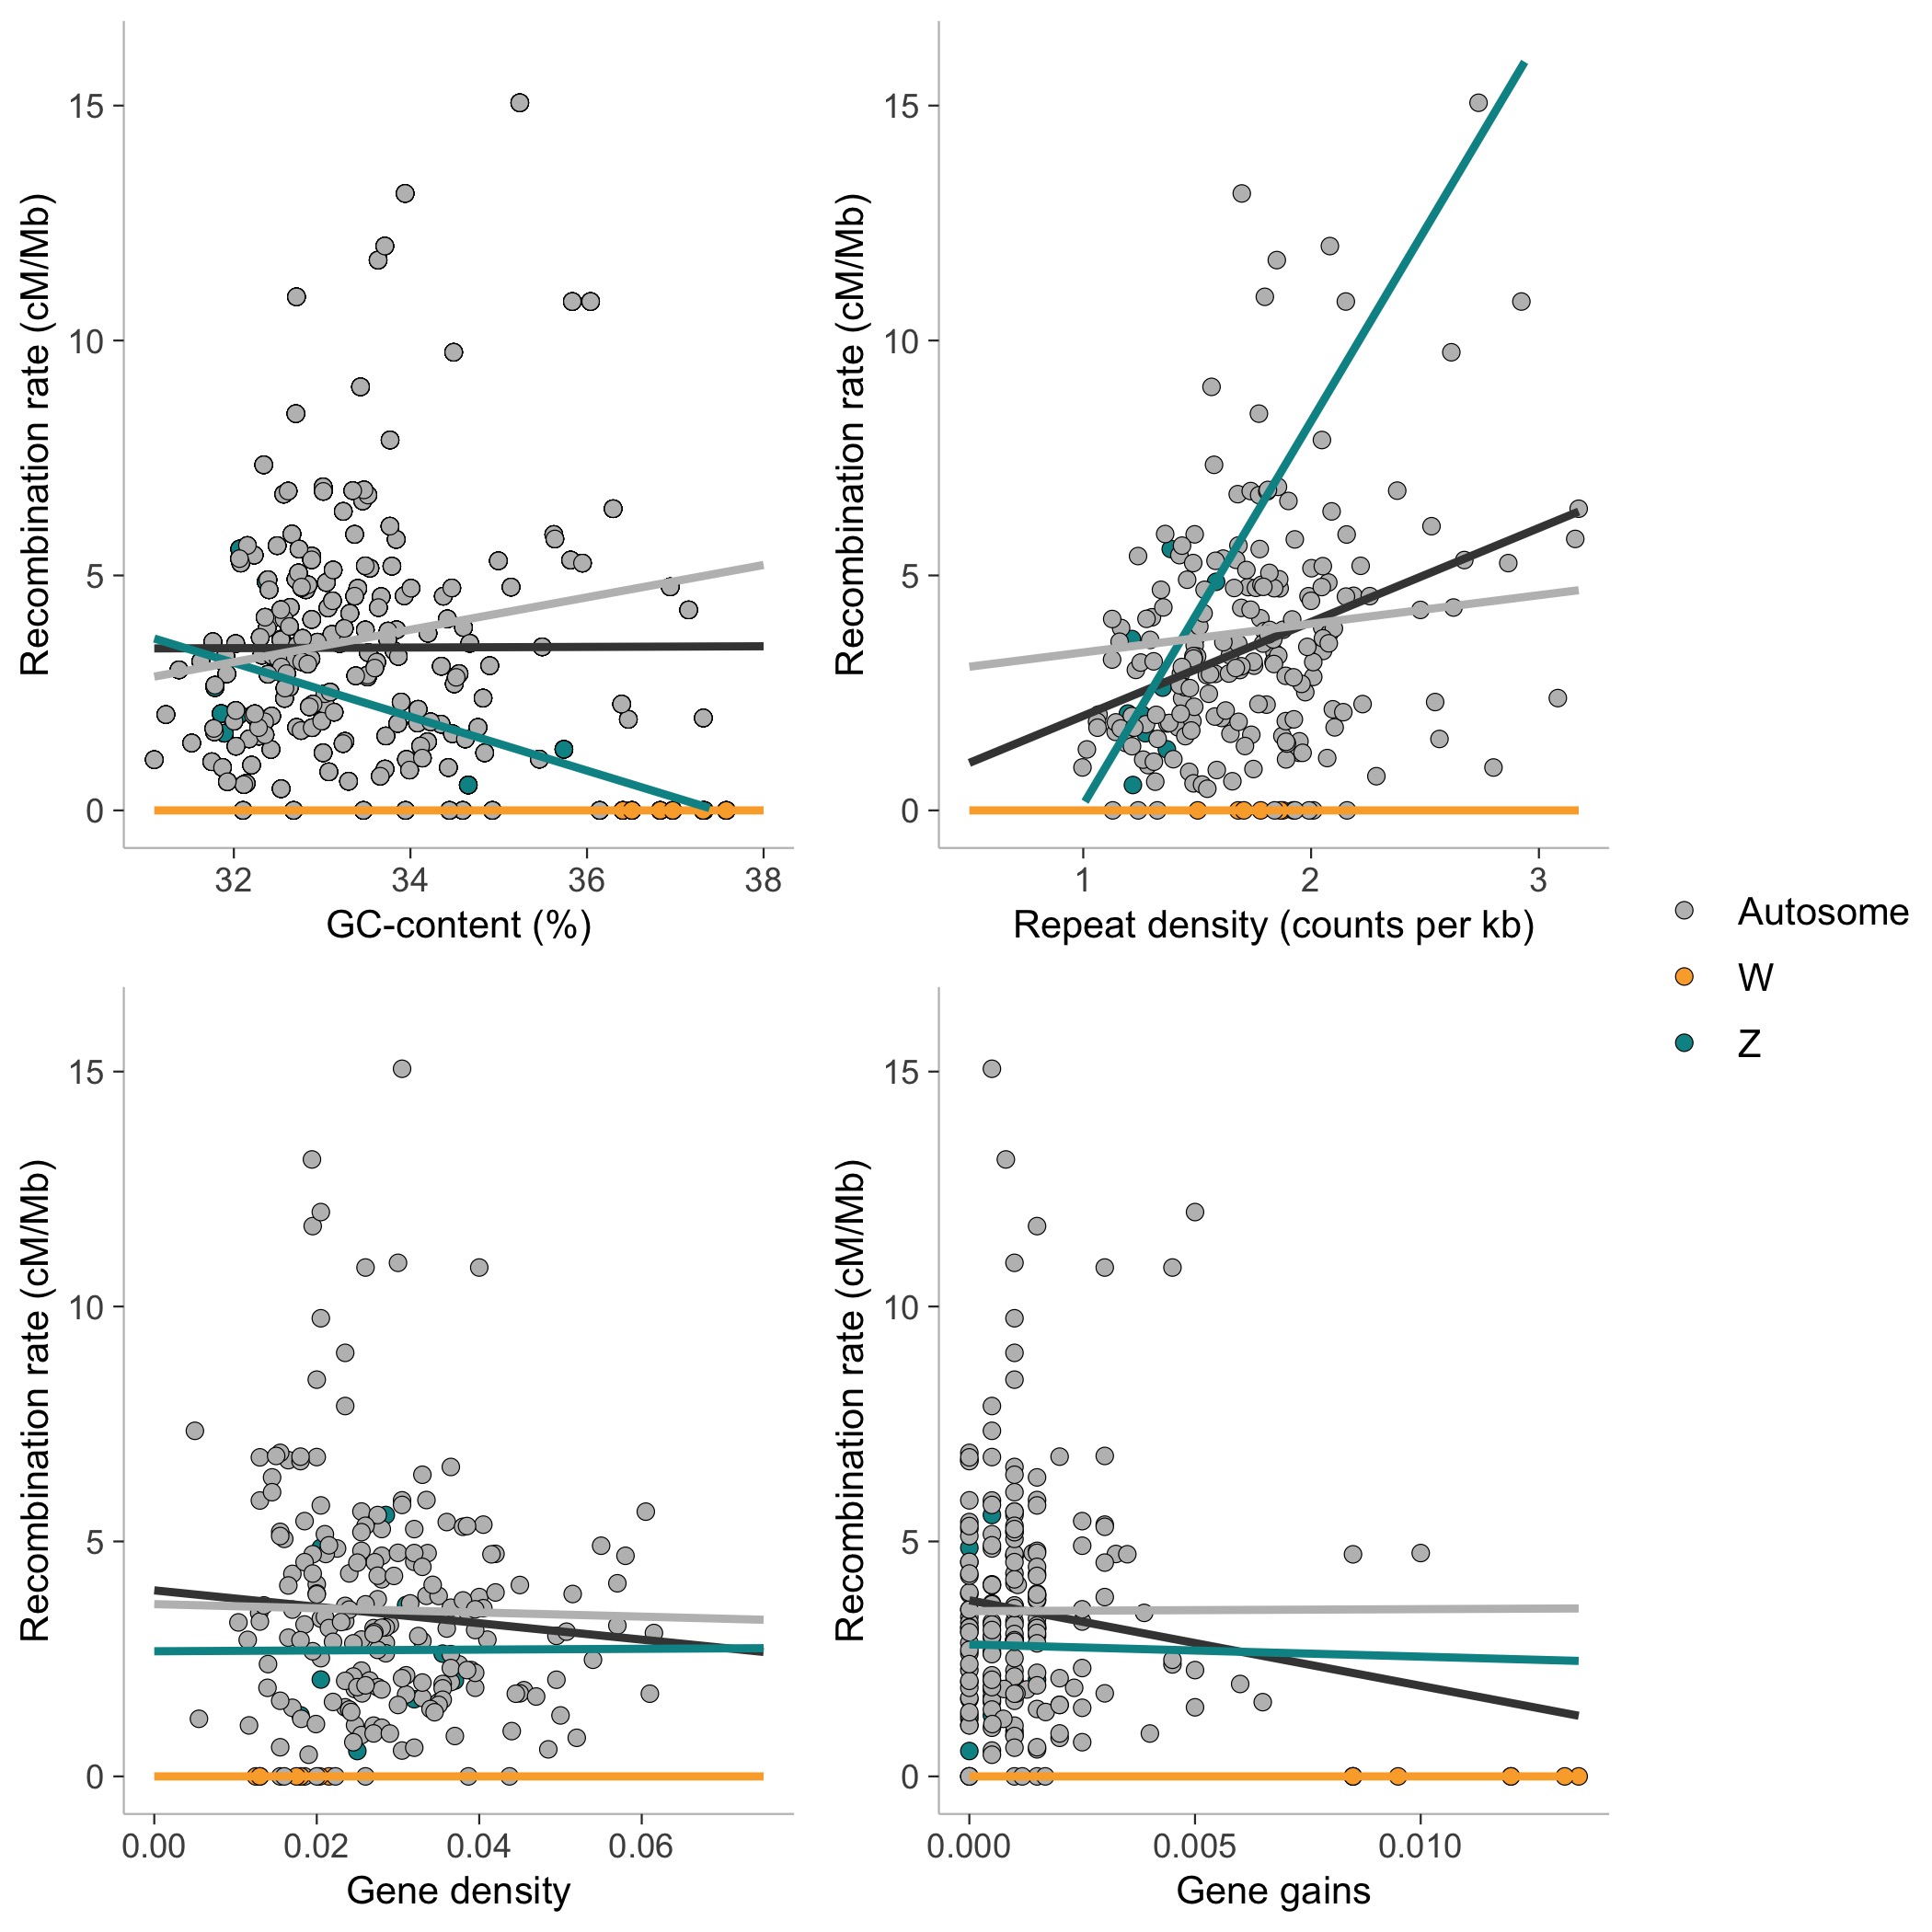 Recombination rate (cM/Mb)
15
10
5
0
32 34 36 38
GC-content (%)
Recombination rate (cM/Mb)
15
10
5
0
1 2 3
Repeat density (counts per kb)
Autosome
W
Z
Recombination rate (cM/Mb)
15
10
5
0
0.00 0.02 0.04 0.06
Gene density
Recombination rate (cM/Mb)
15
10
5
0
0.000 0.005 0.010
Gene gains